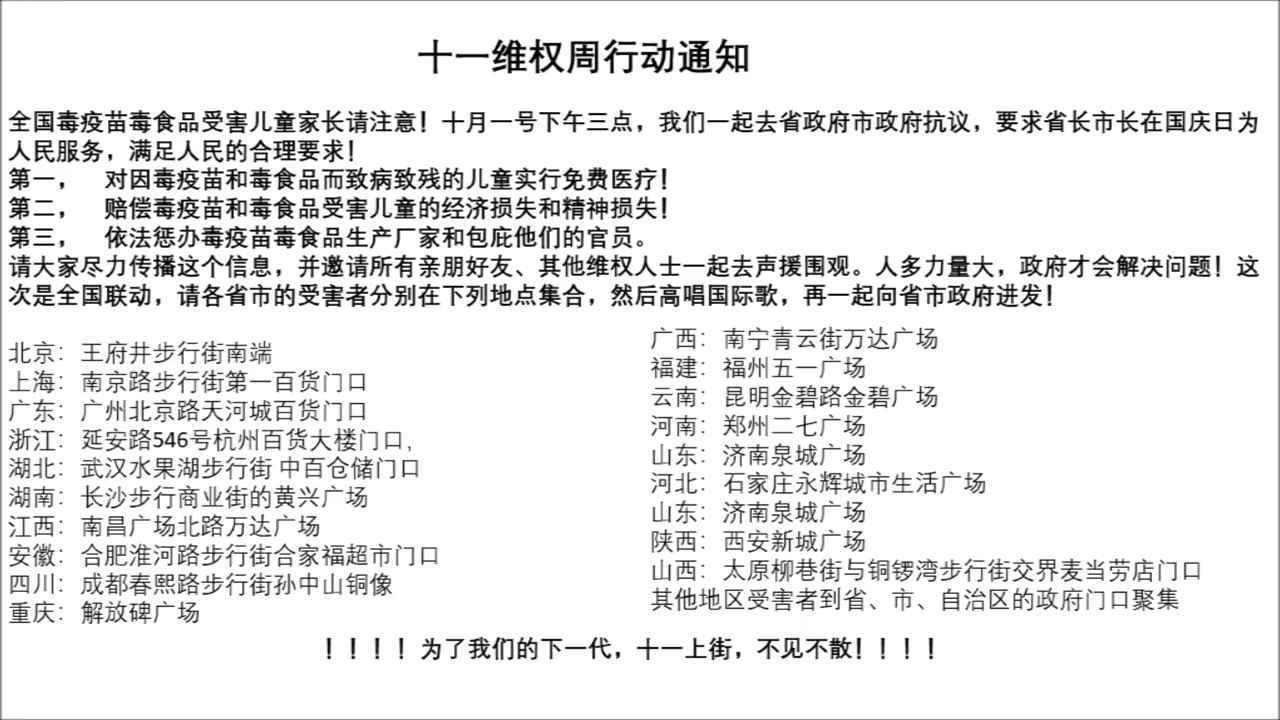 十一维权周行动通知
全国毒疫苗毒食品受害儿童家长请注意！十月一号下午三点，我们一起去省政府市政府抗议，要求省长市长在国庆日为
人民服务，满足人民的合理要求！
第一， 对因毒疫苗和毒食品而致病致残的儿童实行免费医疗！
第二， 赔偿毒疫苗和毒食品受害儿童的经济损失和精神损失！
第三， 依法惩办毒疫苗毒食品生产厂家和包庇他们的官员。
请大家尽力传播这个信息，并邀请所有亲朋好友、其他维权人士一起去声援围观。人多力量大，政府才会解决问题！这
次是全国联动，请各省市的受害者分别在下列地点集合，然后高唱国际歌，再一起向省市政府进发！
北京：王府井步行街南端
上海：南京路步行街第一百货门口
广东：广州北京路天河城百货门口
浙江：延安路546号杭州百货大楼门口，
湖北：武汉水果湖步行街 中百仓储门口
湖南：长沙步行商业街的黄兴广场
江西：南昌广场北路万达广场
安徽：合肥淮河路步行街合家福超市门口
四川：成都春熙路步行街孙中山铜像
重庆：解放碑广场
广西：南宁青云街万达广场
福建：福州五一广场
云南：昆明金碧路金碧广场
河南：郑州二七广场
山东：济南泉城广场
河北：石家庄永辉城市生活广场
山东：济南泉城广场
陕西：西安新城广场
山西：太原柳巷街与铜锣湾步行街交界麦当劳店门口
其他地区受害者到省、市、自治区的政府门口聚集
！！！！为了我们的下一代，十一上街，不见不散！！！！